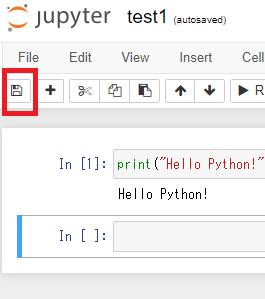 jupyter test1 (autosaved)
File Edit View Insert Cell
R
In [1]: print("Hello Python!"
Hello Python!
In [ ]: